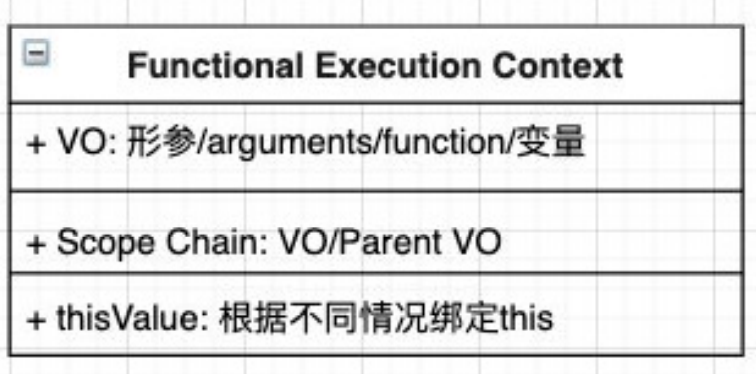 Functional Execution Context
+ VO: 形参/arguments/function/变量
+ Scope Chain: VO/Parent VO
+ thisValue: 根据不同情况绑定this